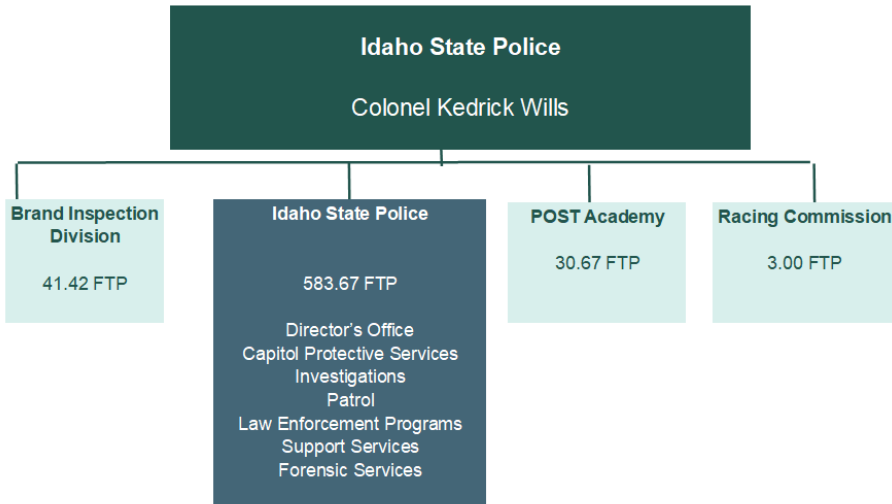 Idaho State Police
Colonel Kedrick Wills
Brand Inspection
Division
41.42 FTP
Idaho State Police
583.67 FTP
Director's Office
Capitol Protective Services
Investigations
Patrol
Law Enforcement Programs
Support Services
Forensic Services
POST Academy
30.67 FTP
Racing Commission
3.00 FTP